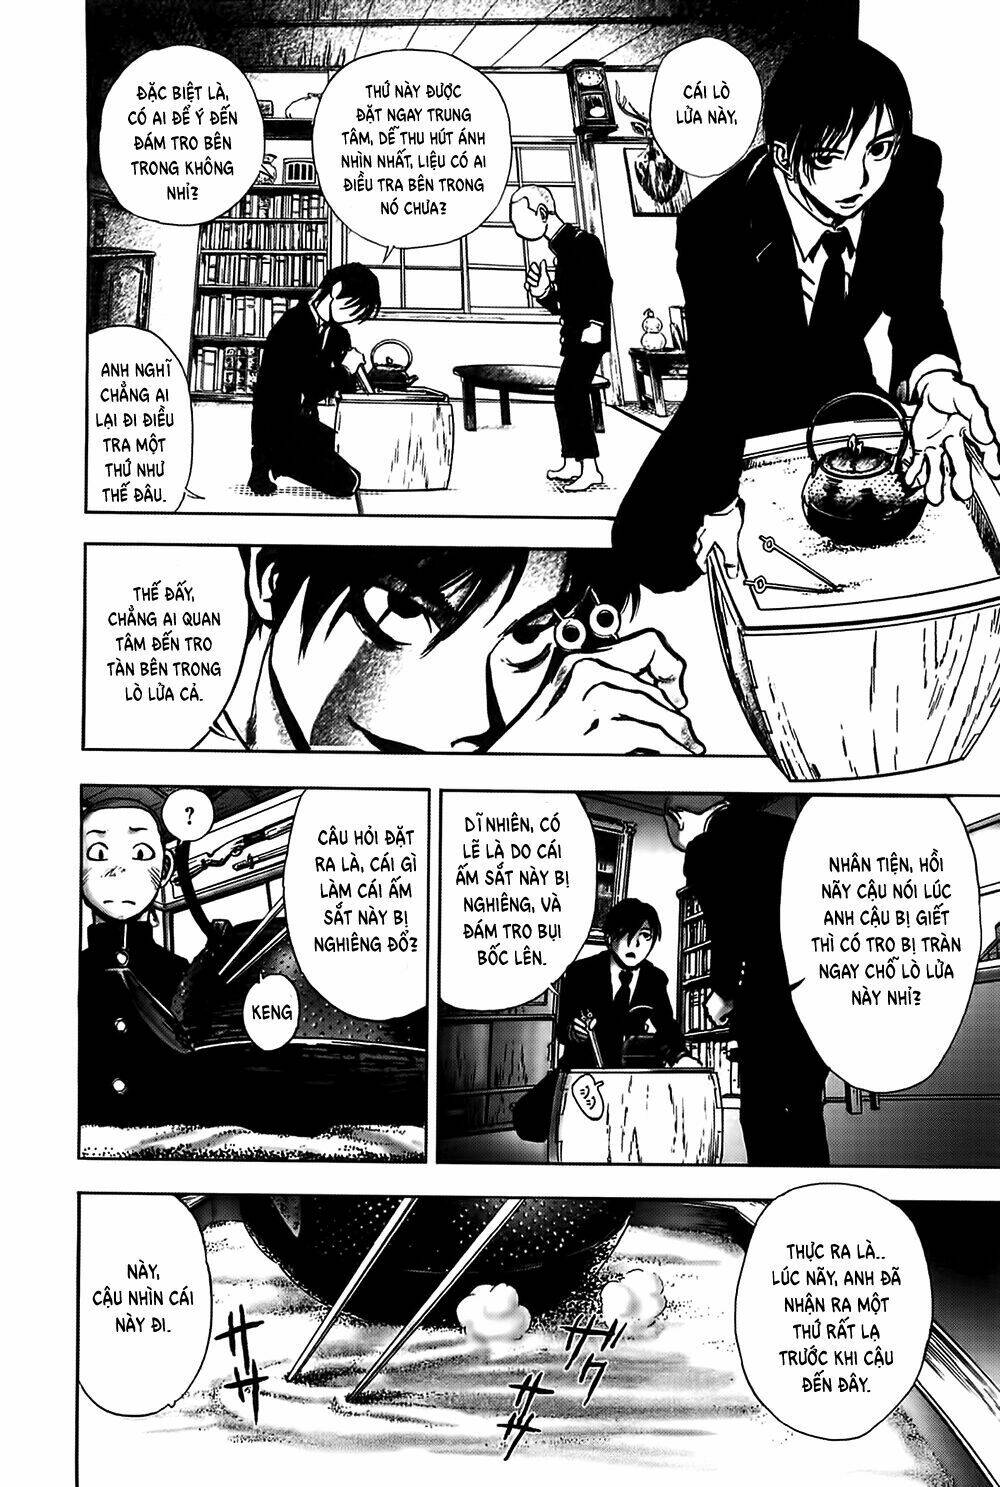 CÁI LÒ
LỬA NÀY,
THỨ NÀY ĐƯỢC
ĐẶT NGAY TRUNG
TÂM, DỄ THU HÚT ÁNH
NHÌN NHẤT, LIỆU CÓ AI
ĐIỀU TRA BÊN TRONG
NÓ CHƯA?
ĐẶC BIỆT LÀ,
CÓ AI ĐỂ Ý ĐẾN
ĐÁM TRO BÊN
TRONG KHÔNG
NHỈ?
ANH NGHĨ
CHẲNG AI
LẠI ĐI ĐIỀU
TRA MỘT
THỨ NHƯ
THẾ ĐÂU.
THẾ ĐẤY,
CHẲNG AI QUAN
TÂM ĐẾN TRO
TÀN BÊN TRONG
LÒ LỬA CẢ.
NHÂN TIỆN, HỒI
NÃY CẬU NÓI LÚC
ANH CẬU BỊ GIẾT
THÌ CÓ TRO BỊ TRÀN
NGAY CHỖ LÒ LỬA
NÀY NHỈ?
DĨ NHIÊN, CÓ
LẼ LÀ DO CÁI
ẤM SẮT NÀY BỊ
NGHIÊNG, VÀ
ĐÁM TRO BỤI
BỐC LÊN.
CÂU HỎI ĐẶT
RA LÀ, CÁI GÌ
LÀM CÁI ẤM
SẮT NÀY BỊ
NGHIÊNG ĐỔ?
?
KENG
THỰC RA LÀ..
LÚC NÃY, ANH ĐÃ
NHẬN RA MỘT
THỨ RẤT LẠ
TRƯỚC KHI CẬU
ĐẾN ĐÂY.
ザク
ザク
NÀY,
CẬU NHÌN CÁI
NÀY ĐI.